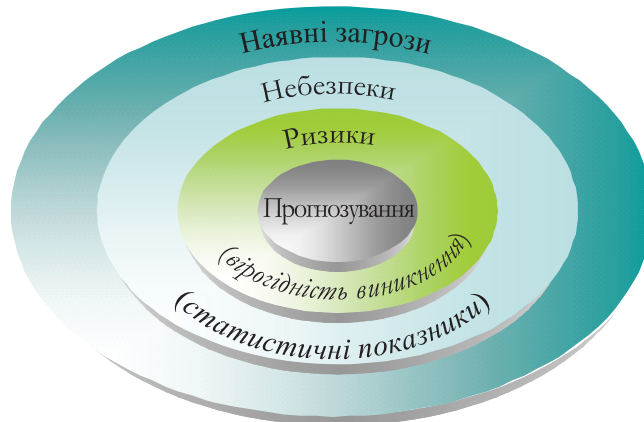 Наявні загрози
Небезпеки
Ризики
Прогнозування
(вірогідність виникнення)
(статистичні показники)